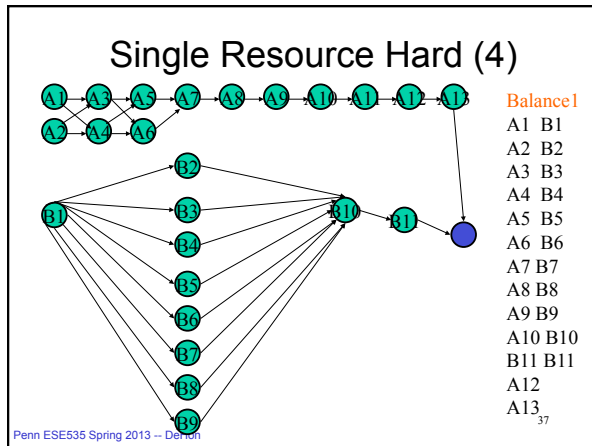 Single Resource Hard (4)
A1 A3 A5 A7 A8 A9 A10 A11 A12 A13
A2 A4 A6
B2
B1
B3
B4
B5
B6
B7
B8
B9
B10
B11
Balance1
A1 B1
A2 B2
A3 B3
A4 B4
A5 B5
A6 B6
A7 B7
A8 B8
A9 B9
A10 B10
B11 B11
A12
A13
37
Penn ESE535 Spring 2013 -- DeHon